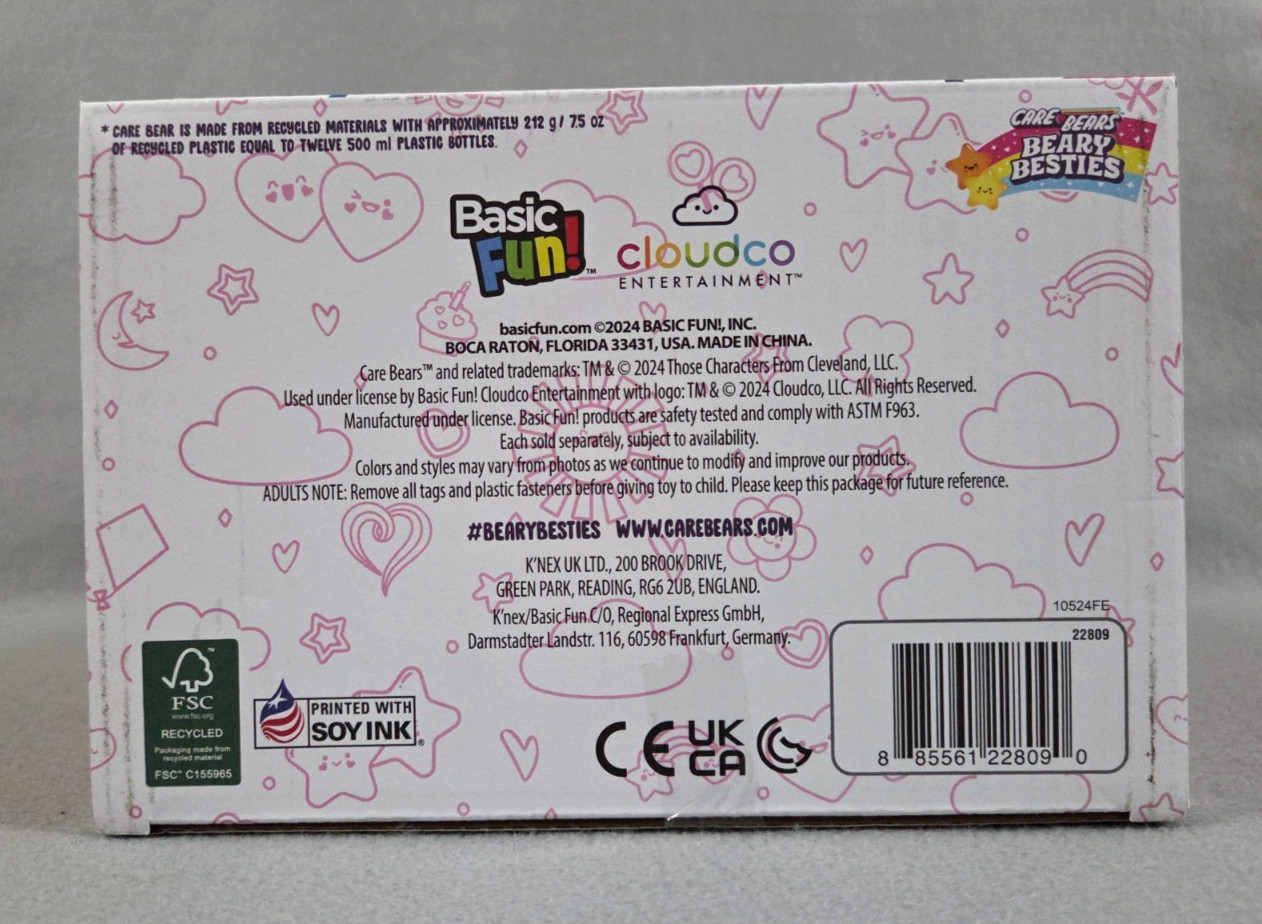 * CARE BEAR IS MADE FROM RECYCLED MATERIALS WITH APPROXIMATELY 212 g/ 7.5 oz
OF RECYCLED PLASTIC EQUAL TO TWELVE 500 ml PLASTIC BOTTLES.
CARE BEARS™
BEARY
BESTIES
Basic
Fun!™
cloudco
ENTERTAINMENT™
basicfun.com ©2024 BASIC FUN!, INC.
BOCA RATON, FLORIDA 33431, USA. MADE IN CHINA.
Care Bears™ and related trademarks: TM & © 2024 Those Characters From Cleveland, LLC.
Used under license by Basic Fun! Cloudco Entertainment with logo: TM & © 2024 Cloudco, LLC. All Rights Reserved.
Manufactured under license. Basic Fun! products are safety tested and comply with ASTM F963.
Each sold separately, subject to availability.
Colors and styles may vary from photos as we continue to modify and improve our products.
ADULTS NOTE: Remove all tags and plastic fasteners before giving toy to child. Please keep this package for future reference.
#BEARYBESTIES WWW.CAREBEARS.COM
K'NEX UK LTD., 200 BROOK DRIVE,
GREEN PARK, READING, RG6 2UB, ENGLAND.
K'nex/Basic Fun C/O, Regional Express GmbH,
Darmstadter Landstr. 116, 60598 Frankfurt, Germany.
FSC™
www.fsc.org
RECYCLED
Packaging made from
recycled material
FSC™ C155965
PRINTED WITH
SOY INK®
CE
UK
CA
10524FE
22809
8 85561 22809 0